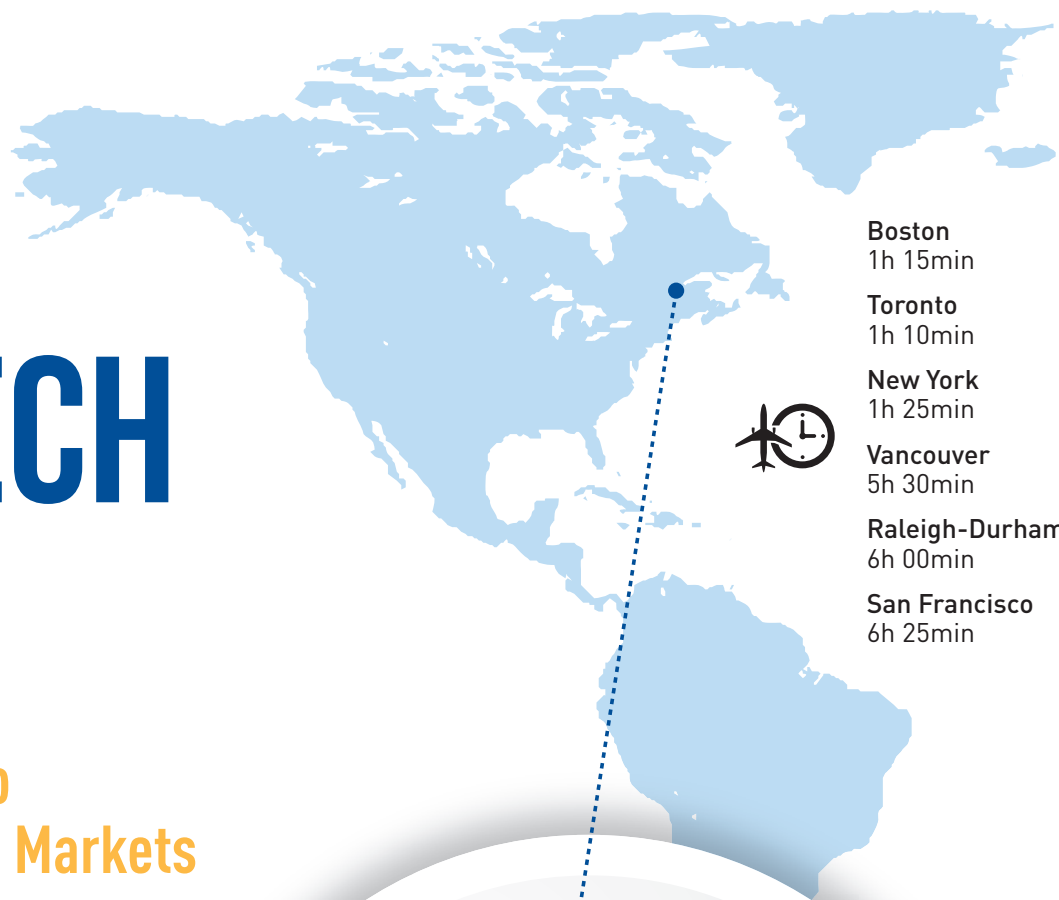 ECH
Markets
Boston
1h 15min
Toronto
1h 10min
New York
1h 25min
Vancouver
5h 30min
Raleigh-Durham
6h 00min
San Francisco
6h 25min